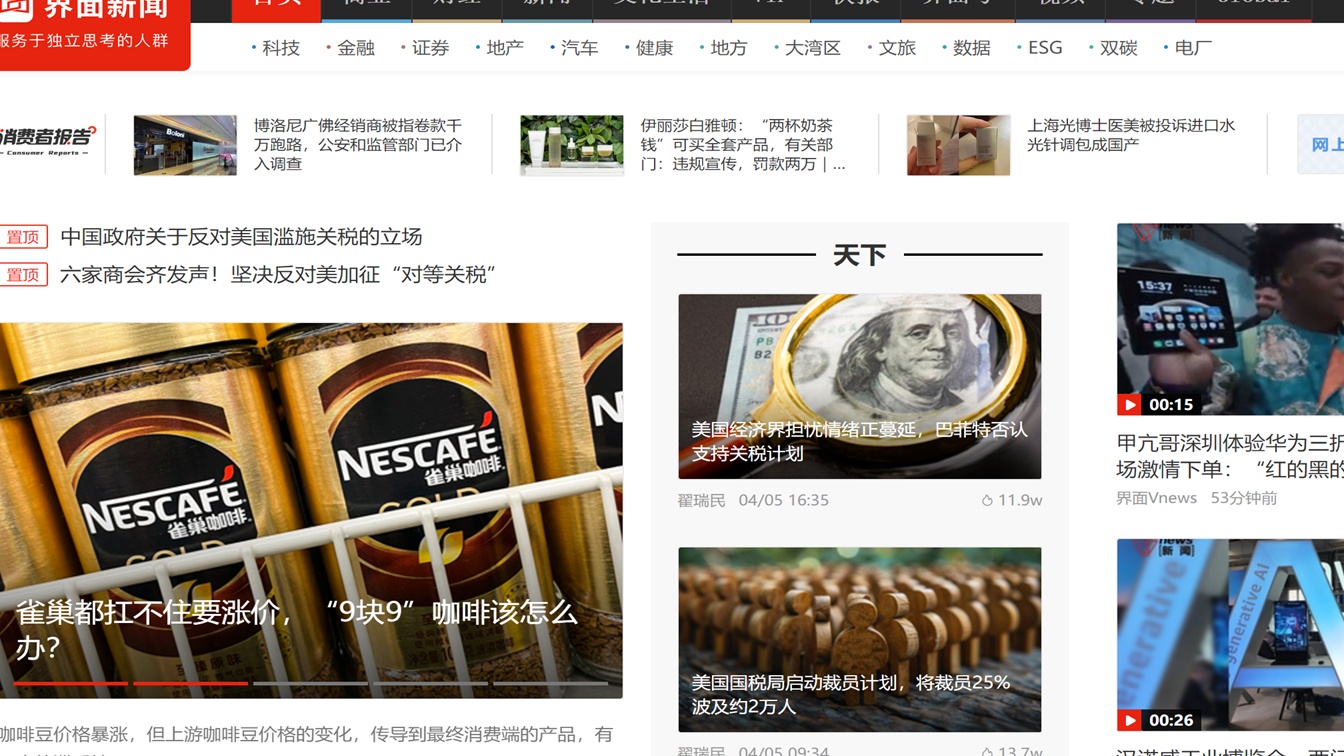 界面新闻
服务于独立思考的人群
科技
金融
证券
地产
汽车
健康
地方
大湾区
文旅
数据
ESG
双碳
电厂
消费者报告
Consumer Reports
Boloni
博洛尼广佛经销商被指卷款千
万跑路，公安和监管部门已介
入调查
伊丽莎白雅顿：“两杯奶茶
钱”可买全套产品，有关部
门：违规宣传，罚款两万 | ...
上海光博士医美被投诉进口水
光针调包成国产
网上
置顶 中国政府关于反对美国滥施关税的立场
置顶 六家商会齐发声！坚决反对美加征“对等关税”
NESCAFÉ
雀巢咖啡
GOLD
NESCAFÉ
雀巢咖啡
GOLD
雀巢都扛不住要涨价，“9块9”咖啡该怎么
办？
咖啡豆价格暴涨，但上游咖啡豆价格的变化，传导到最终消费端的产品，有
天下
美国经济界担忧情绪正蔓延，巴菲特否认
支持关税计划
翟瑞民 04/05 16:35
11.9w
美国国税局启动裁员计划，将裁员25%
波及约2万人
翟瑞民 04/05 09:34
13.7w
15:37
00:15
甲亢哥深圳体验华为三折
场激情下单：“红的黑的
界面Vnews 53分钟前
news
新闻
enerative
generative AI
00:26